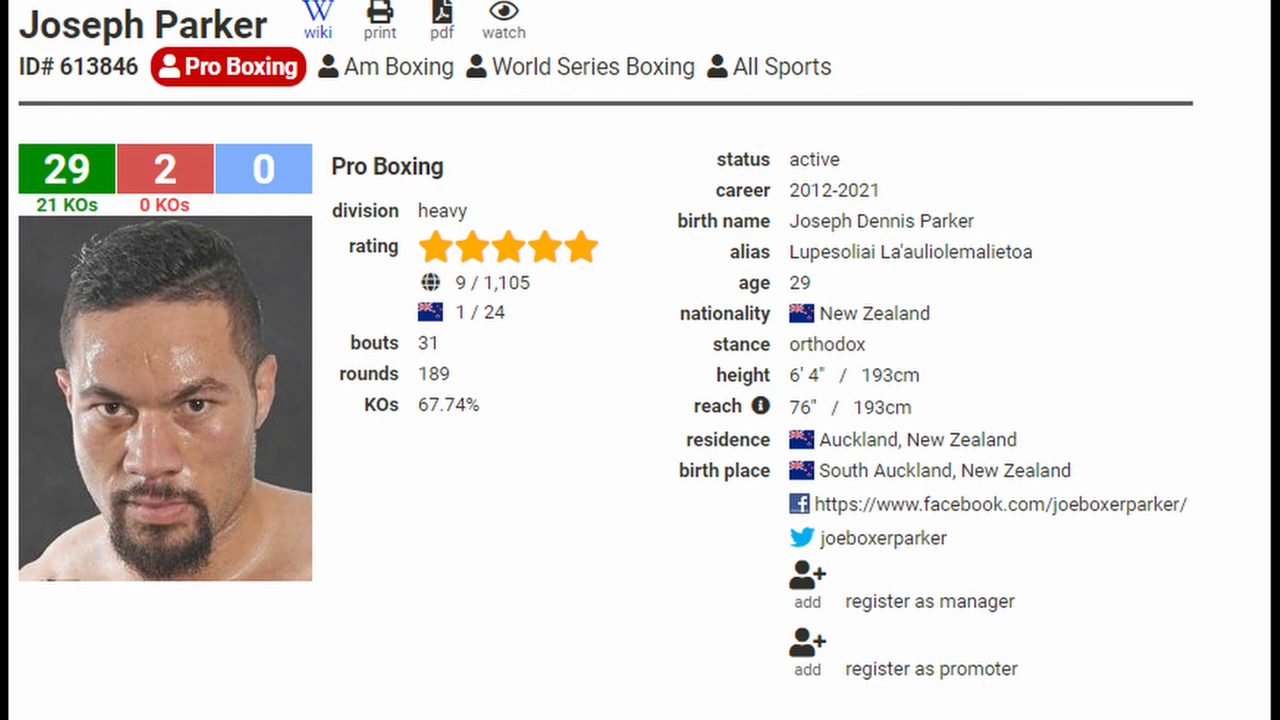 Joseph Parker
wiki print pdf watch
ID# 613846 Pro Boxing Am Boxing World Series Boxing All Sports
29 2 0
21 KOs 0 KOs
Pro Boxing
division heavy
rating
9 / 1,105
1 / 24
bouts 31
rounds 189
KOs 67.74%
status active
career 2012-2021
birth name Joseph Dennis Parker
alias Lupesoliai La'auliolemalietoa
age 29
nationality New Zealand
stance orthodox
height 6' 4" / 193cm
reach 76" / 193cm
residence Auckland, New Zealand
birth place South Auckland, New Zealand
https://www.facebook.com/joeboxerparker/
joeboxerparker
add register as manager
add register as promoter